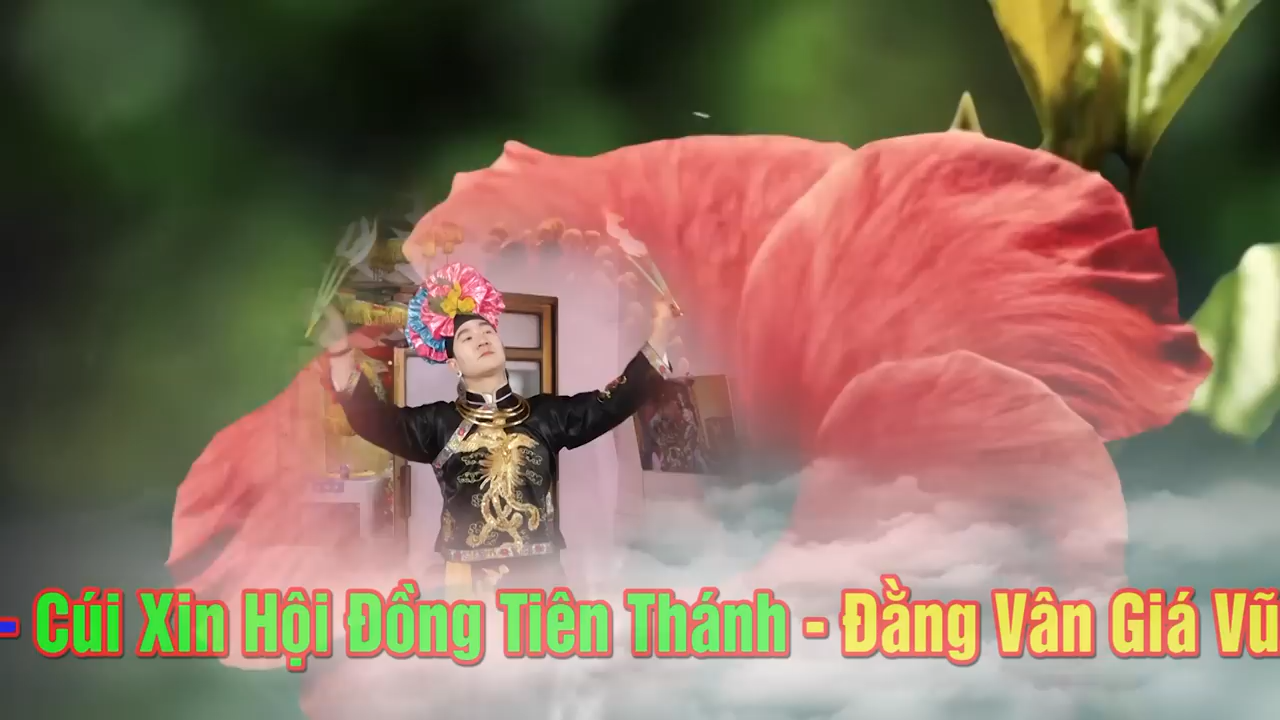 - Cúi Xin Hội Đồng Tiên Thánh - Đằng Vân Giá Vũ